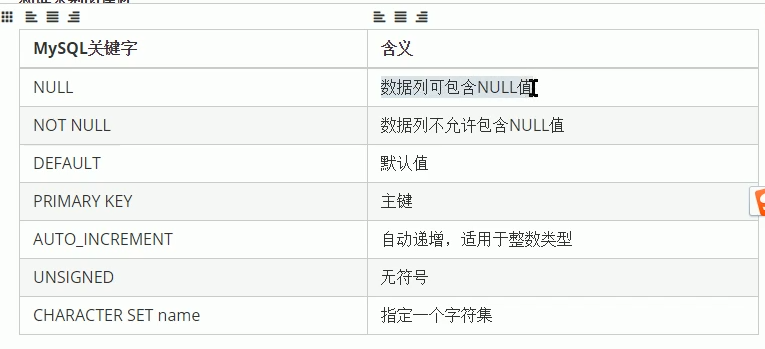 MySQL关键字 含义
NULL 数据列可包含NULL值
NOT NULL 数据列不允许包含NULL值
DEFAULT 默认值
PRIMARY KEY 主键
AUTO_INCREMENT 自动递增，适用于整数类型
UNSIGNED 无符号
CHARACTER SET name 指定一个字符集